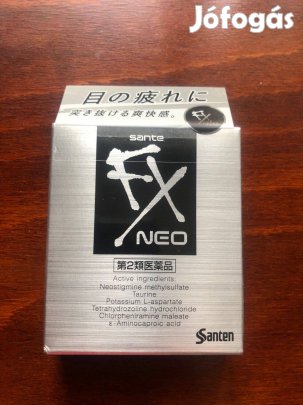 Jófogás
目の疲れに
突き抜ける爽快感。
FX
sante
FX
NEO
第2類医薬品
Active ingredients:
Neostigmine methylsulfate
Taurine
Potassium L-aspartate
Tetrahydrozoline hydrochloride
Chlorpheniramine maleate
ε-Aminocaproic acid
Santen